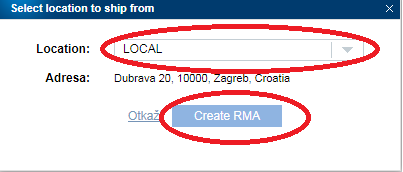 Select location to ship from
Location: LOCAL
Adresa: Dubrava 20, 10000, Zagreb, Croatia
Otkaž Create RMA